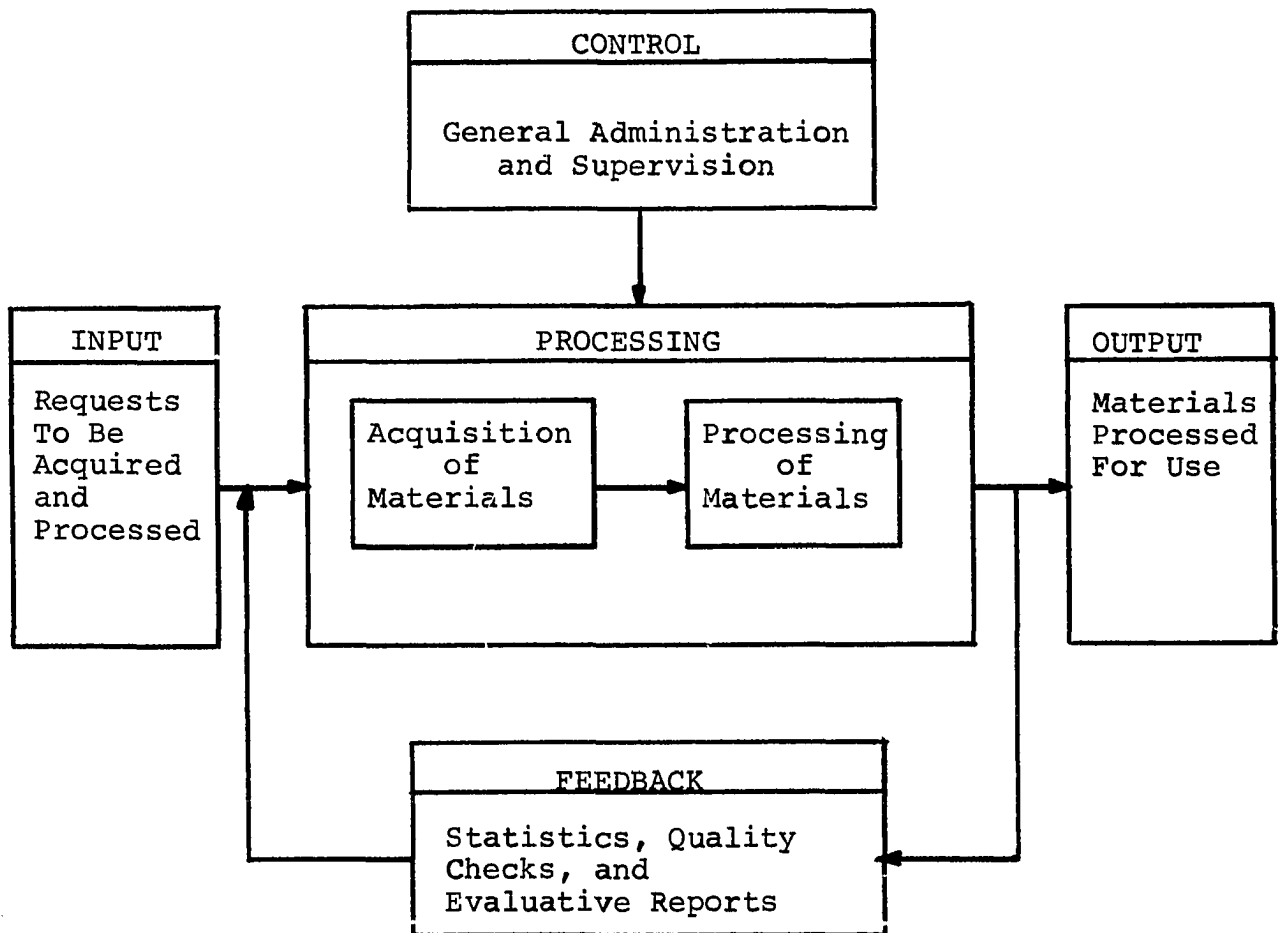 CONTROL
General Administration
and Supervision
INPUT
Requests
To Be
Acquired
and
Processed
PROCESSING
Acquisition
of
Materials
Processing
of
Materials
OUTPUT
Materials
Processed
For Use
FEEDBACK
Statistics, Quality
Checks, and
Evaluative Reports